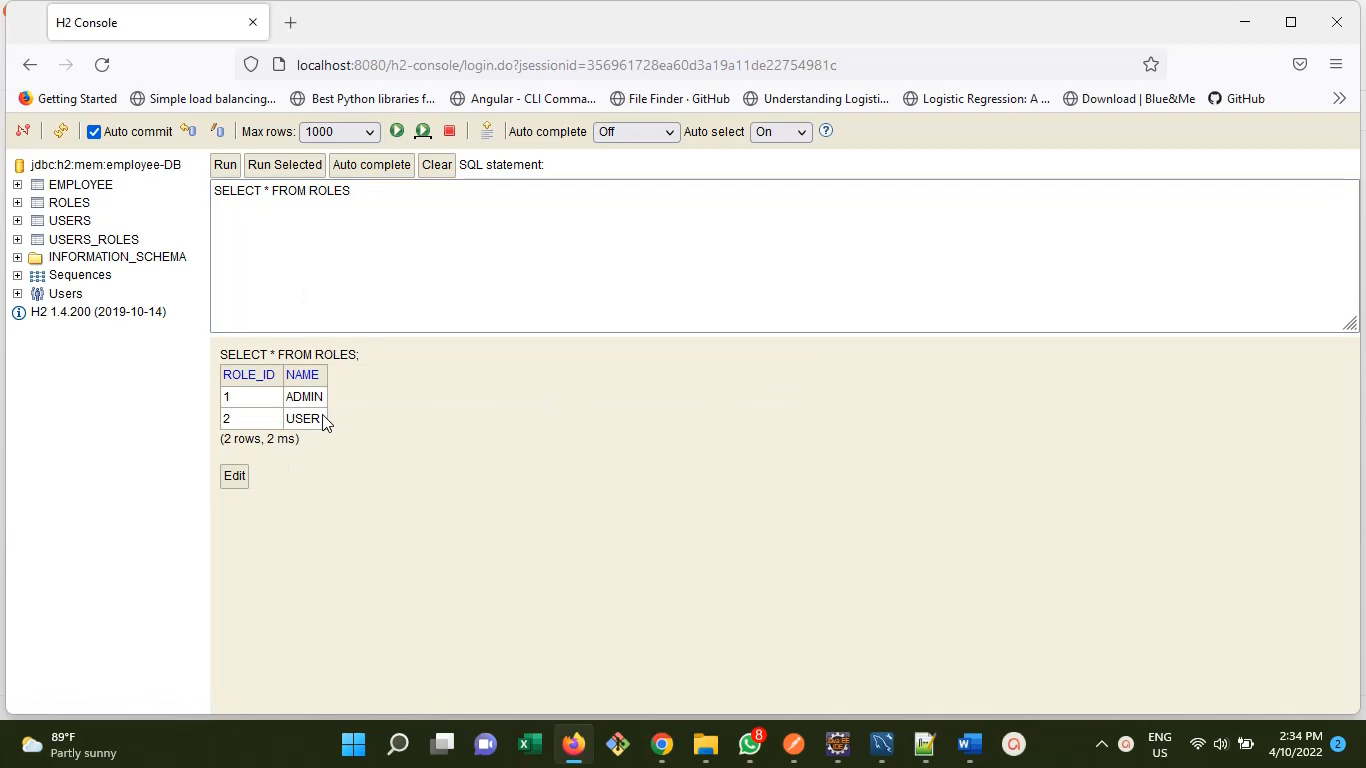 H2 Console
localhost:8080/h2-console/login.do?jsessionid=356961728ea60d3a19a11de22754981c
Getting Started Simple load balancing... Best Python libraries f... Angular - CLI Comma... File Finder · GitHub Understanding Logisti... Logistic Regression: A ... Download | Blue&Me GitHub
Auto commit Max rows: 1000 Auto complete Off Auto select On
jdbc:h2:mem:employee-DB
EMPLOYEE
ROLES
USERS
USERS_ROLES
INFORMATION_SCHEMA
Sequences
Users
H2 1.4.200 (2019-10-14)
Run Run Selected Auto complete Clear SQL statement:
SELECT * FROM ROLES
SELECT * FROM ROLES;
ROLE_ID NAME
1 ADMIN
2 USER
(2 rows, 2 ms)
Edit
89°F
Partly sunny
8
ENG
US
2:34 PM
4/10/2022
2